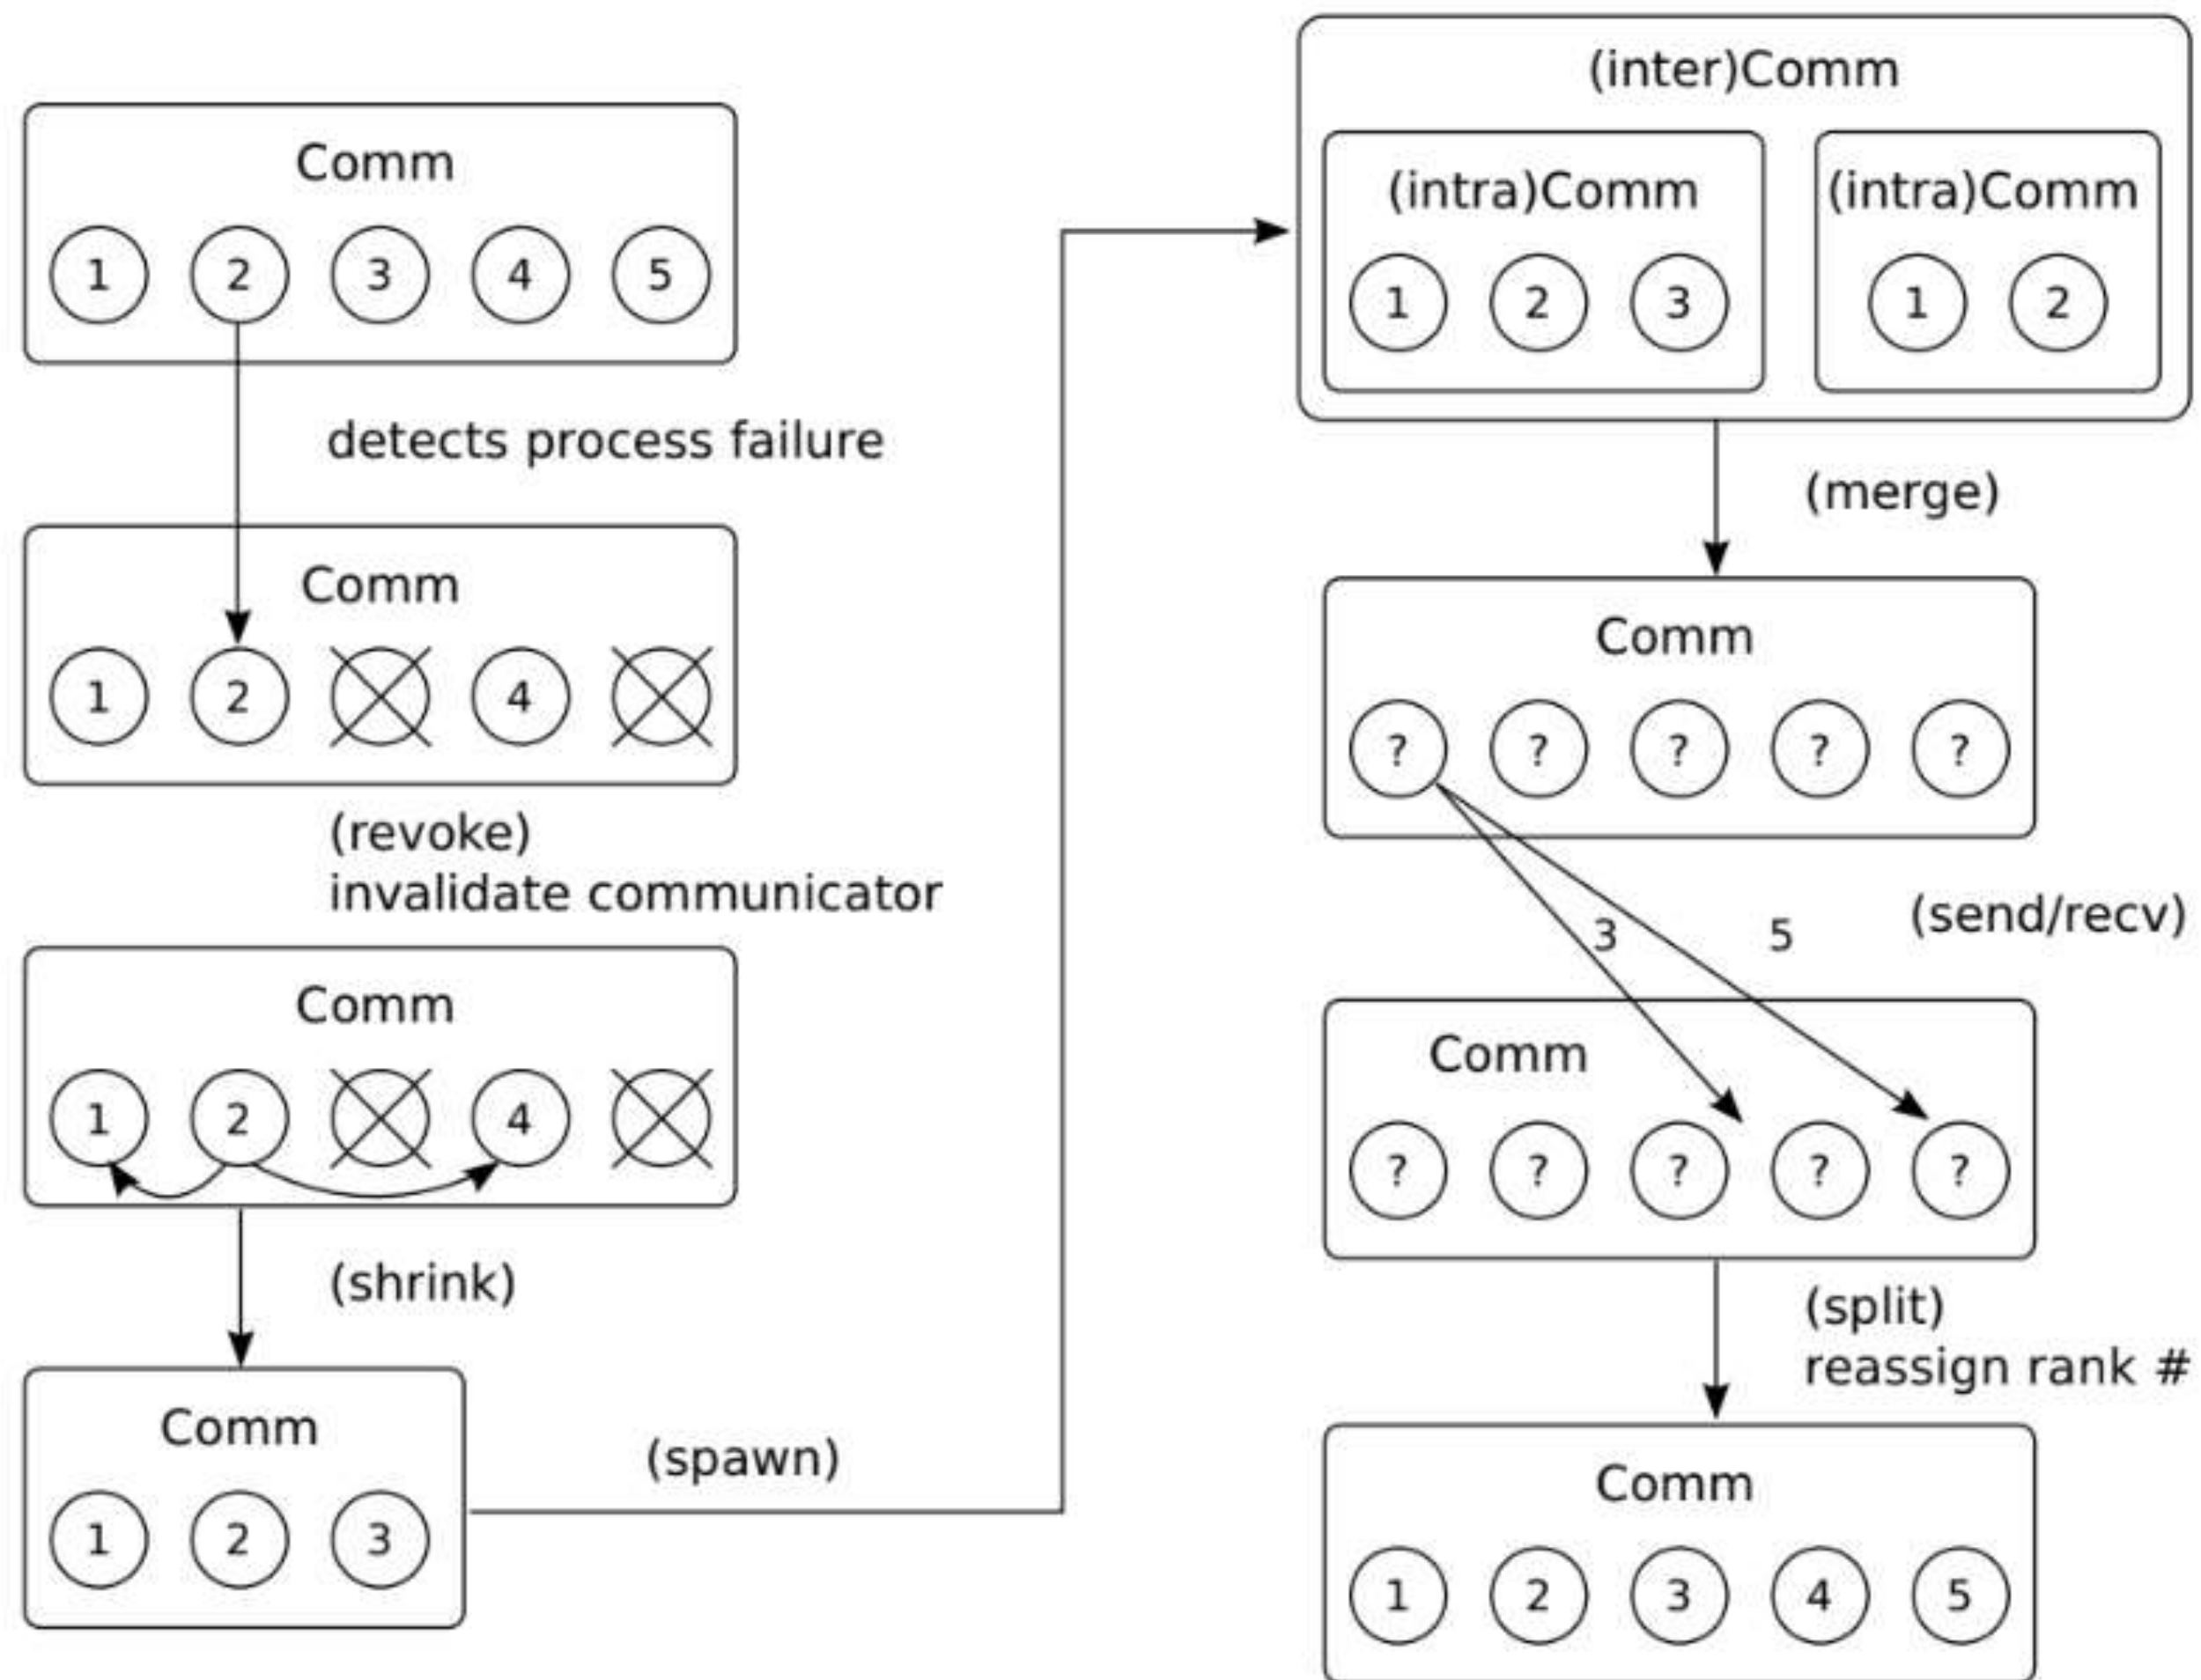 Comm
1 2 3 4 5
detects process failure
Comm
1 2 4
(revoke)
invalidate communicator
Comm
1 2 4
(shrink)
Comm
1 2 3
(spawn)
(inter)Comm
(intra)Comm
1 2 3
(intra)Comm
1 2
(merge)
Comm
? ? ? ? ?
3 5
(send/recv)
Comm
? ? ? ? ?
(split)
reassign rank #
Comm
1 2 3 4 5